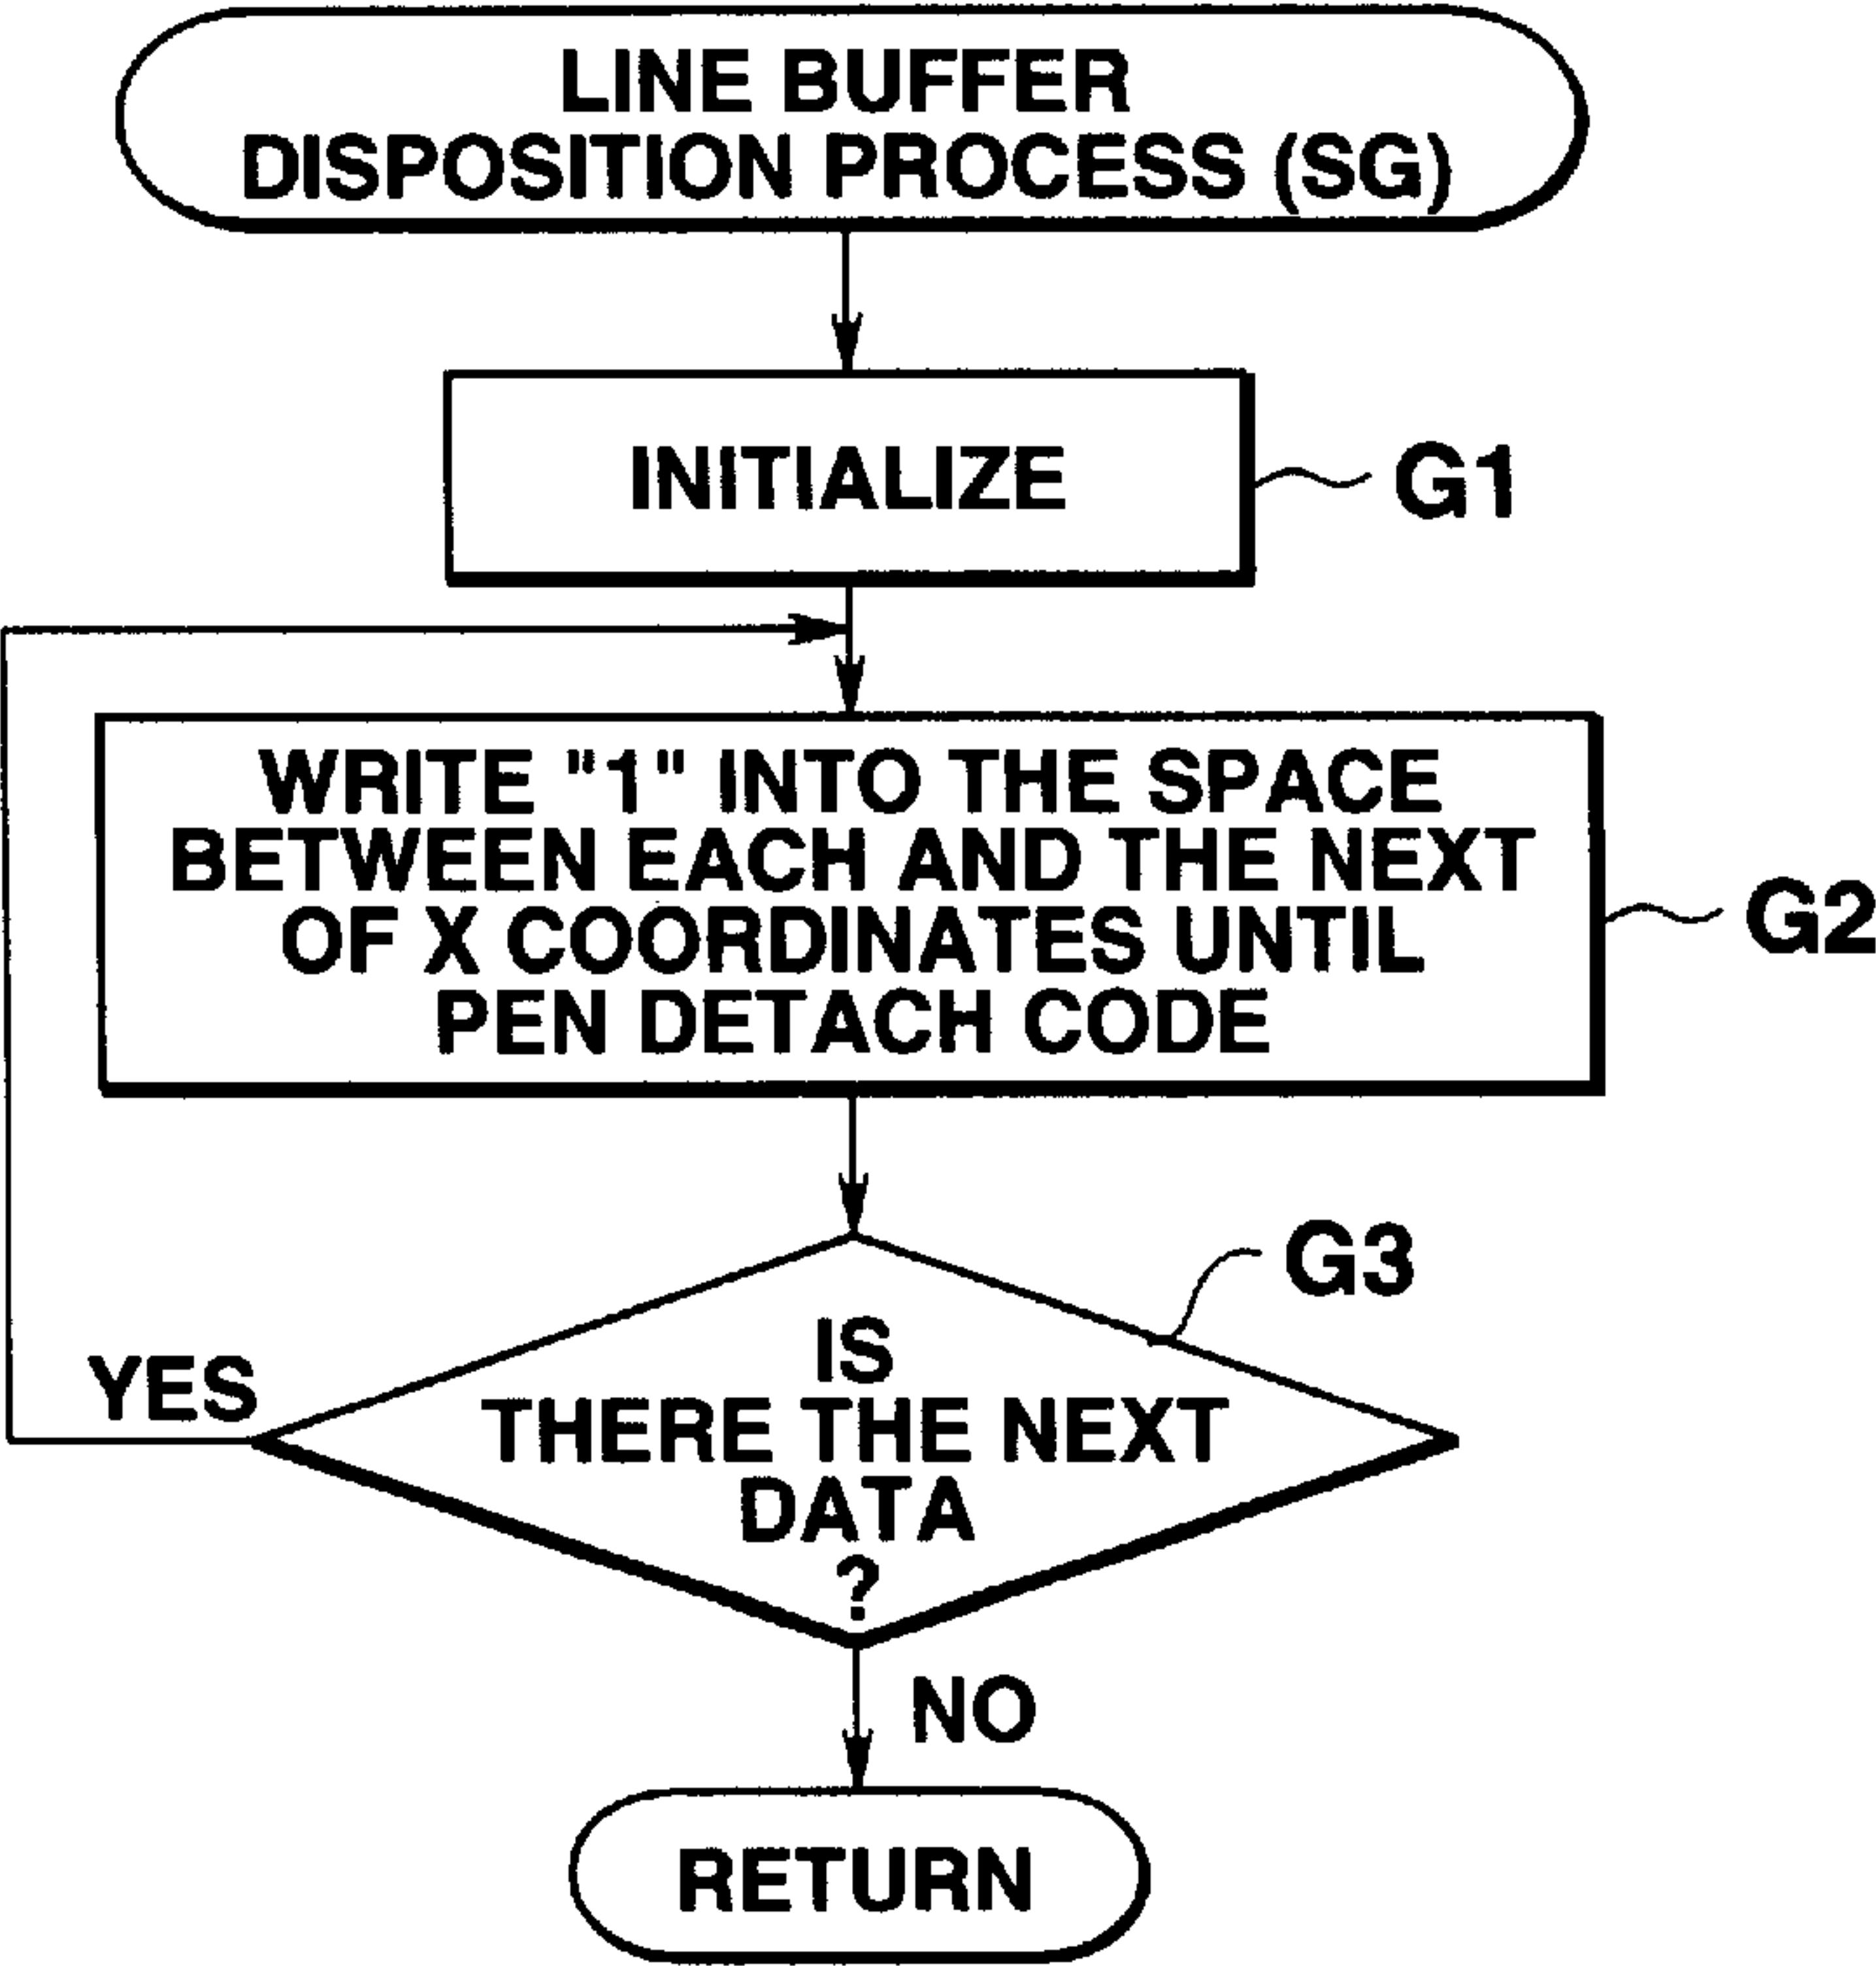 LINE BUFFER
DISPOSITION PROCESS (SG)
INITIALIZE
G1
WRITE "1" INTO THE SPACE
BETWEEN EACH AND THE NEXT
OF X COORDINATES UNTIL
PEN DETACH CODE
G2
G3
IS
THERE THE NEXT
DATA
?
YES
NO
RETURN